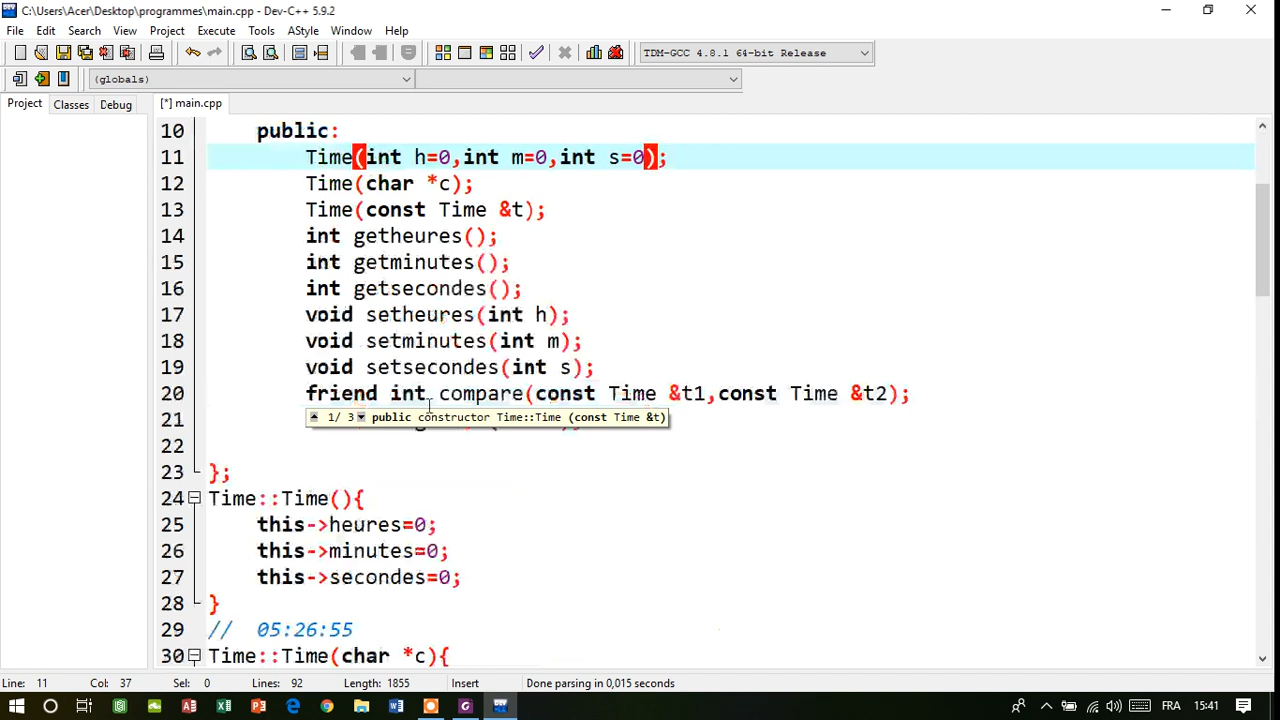 C:\Users\Acer\Desktop\programmes\main.cpp - Dev-C++ 5.9.2
File Edit Search View Project Execute Tools AStyle Window Help
TDM-GCC 4.8.1 64-bit Release
(globals)
Project Classes Debug [*] main.cpp
10 public:
11 Time(int h=0,int m=0,int s=0);
12 Time(char *c);
13 Time(const Time &t);
14 int getheures();
15 int getminutes();
16 int getsecondes();
17 void setheures(int h);
18 void setminutes(int m);
19 void setsecondes(int s);
20 friend int compare(const Time &t1,const Time &t2);
21
1/ 3 public constructor Time::Time (const Time &t)
22
23 };
24 Time::Time(){
25 this->heures=0;
26 this->minutes=0;
27 this->secondes=0;
28 }
29 // 05:26:55
30 Time::Time(char *c){
Line: 11 Col: 37 Sel: 0 Lines: 92 Length: 1855 Insert Done parsing in 0,015 seconds
FRA 15:41